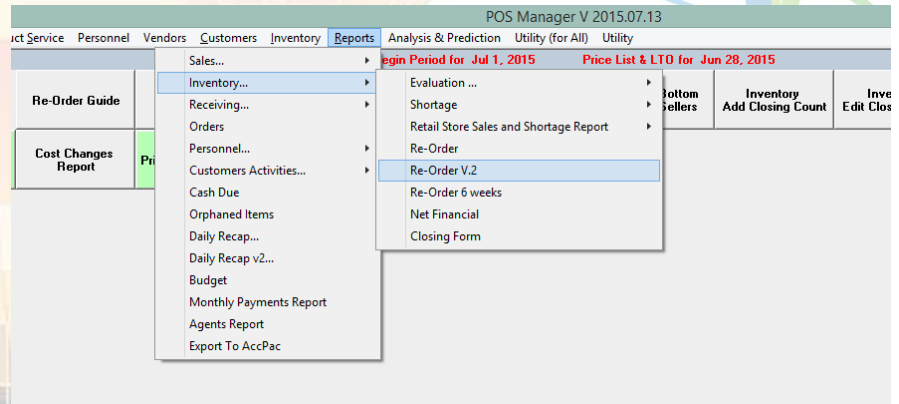 POS Manager V 2015.07.13
ct Service Personnel Vendors Customers Inventory Reports Analysis & Prediction Utility (for All) Utility
egin Period for Jul 1, 2015 Price List & LTO for Jun 28, 2015
Re-Order Guide
Bottom
Sellers
Inventory
Add Closing Count
Inve
Edit Clos
Cost Changes
Report
Pri
Sales...
Inventory...
Receiving...
Orders
Personnel...
Customers Activities...
Cash Due
Orphaned Items
Daily Recap...
Daily Recap v2...
Budget
Monthly Payments Report
Agents Report
Export To AccPac
Evaluation ...
Shortage
Retail Store Sales and Shortage Report
Re-Order
Re-Order V.2
Re-Order 6 weeks
Net Financial
Closing Form